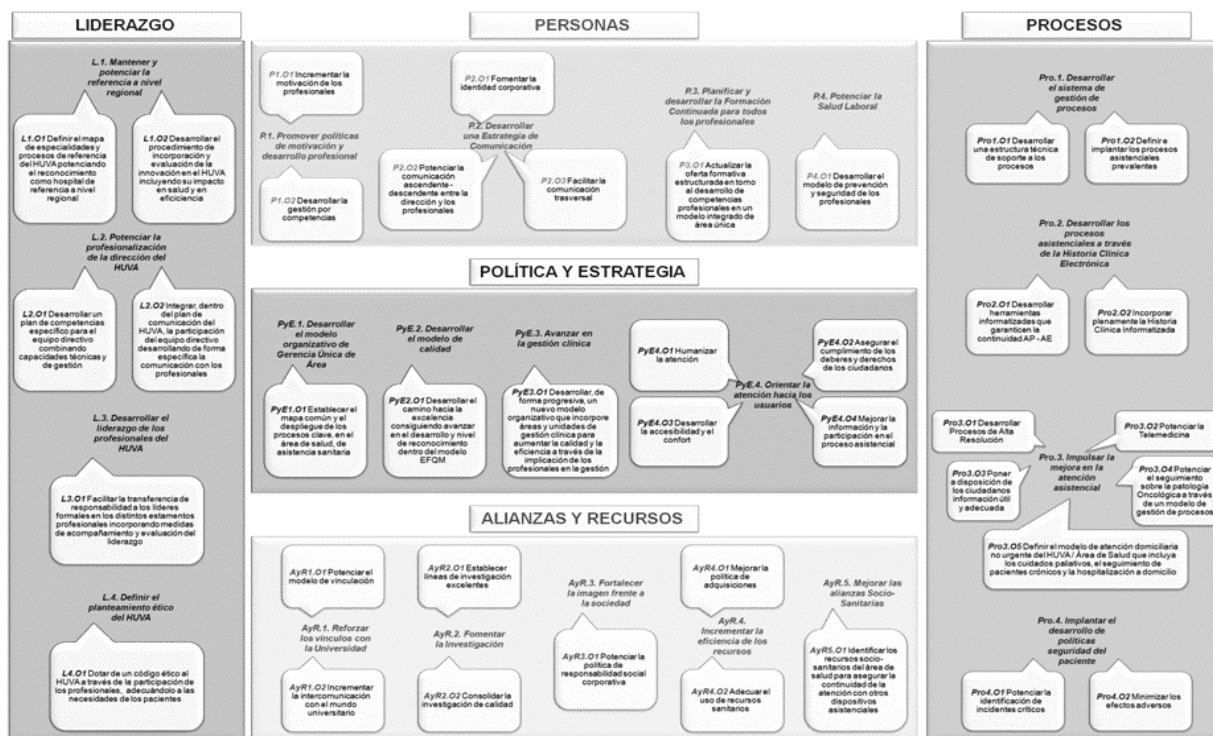 LIDERAZGO
L.1. Mantener y
potenciar la
referencia a nivel
regional
L1.O1 Definir el mapa
de especialidades y
procesos de referencia
del HUVA potenciando
el reconocimiento
como hospital de
referencia a nivel
regional
L1.O2 Desarrollar el
procedimiento de
incorporación y
evaluación de la
innovación en el HUVA
incluyendo su impacto
en salud y en
eficiciencia
L.2. Potenciar la
profesionalización
de la dirección del
HUVA
L2.O1 Desarrollar un
plan de competencias
específico para el
equipo directivo
combinando
capacidades técnicas y
de gestión
L2.O2 Integrar, dentro
del plan de
comunicación del
HUVA, la participación
del equipo directivo
desarrollando de forma
específica la
comunicación con los
profesionales
L.3. Desarrollar el
liderazgo de los
profesionales del
HUVA
L3.O1 Facilitar la transferencia de
responsabilidad a los líderes
formales en los distintos estamentos
profesionales incorporando medidas
de acompañamiento y evaluación del
liderazgo
L.4. Definir el
planteamiento ético
del HUVA
L4.O1 Dotar de un código ético al
HUVA a través de la participación de
los profesionales, adecuándolo a las
necesidades de los pacientes
PERSONAS
P1.O1 Incrementar la
motivación de los
profesionales
P.1. Promover políticas
de motivación y
desarrollo profesional
P1.O2 Desarrollar la
gestión por
competencias
P2.O1 Fomentar la
identidad corporativa
P.2. Desarrollar
una Estrategia de
Comunicación
P2.O2 Potenciar la
comunicación
ascendente-
descendente entre la
dirección y los
profesionales
P2.O3 Facilitar la
comunicación
trasversal
P.3. Planificar y
desarrollar la Formación
Continuada para todos
los profesionales
P3.O1 Actualizar la
oferta formativa
estructurada en torno
al desarrollo de
competencias
profesionales en un
modelo integrado de
área única
P.4. Potenciar la
Salud Laboral
P4.O1 Desarrollar el
modelo de prevención
y seguridad de los
profesionales
POLÍTICA Y ESTRATEGIA
PyE.1. Desarrollar
el modelo
organizativo de
Gerencia Única de
Área
PyE1.O1 Establecer el
mapa común y el
despliegue de los
procesos clave, en el
área de salud, de
asistencia sanitaria
PyE.2. Desarrollar
el modelo de
calidad
PyE2.O1 Desarrollar el
camino hacia la
excelencia
consiguiendo avanzar
en el desarrollo y nivel
de reconocimiento
dentro del modelo
EFQM
PyE.3. Avanzar en
la gestión clínica
PyE3.O1 Desarrollar, de
forma progresiva, un
nuevo modelo
organizativo que incorpore
áreas y unidades de
gestión clínica para
aumentar la calidad y la
eficiencia a través de la
implicación de los
profesionales en la gestión
PyE4.O1 Humanizar
la atención
PyE4.O2 Asegurar el
cumplimiento de los
deberes y derechos
de los ciudadanos
PyE.4. Orientar la
atención hacia los
usuarios
PyE4.O3 Desarrollar
la accesibilidad y el
confort
PyE4.O4 Mejorar la
información y la
participación en el
proceso asistencial
ALIANZAS Y RECURSOS
AyR1.O1 Potenciar el
modelo de vinculación
AyR.1. Reforzar
los vínculos con
la Universidad
AyR1.O2 Incrementar
la intercomunicación
con el mundo
universitario
AyR2.O1 Establecer
líneas de investigación
excelentes
AyR.2. Fomentar
la Investigación
AyR2.O2 Consolidar la
investigación de calidad
AyR.3. Fortalecer
la imagen frente a
la sociedad
AyR3.O1 Potenciar la
política de
responsabilidad social
corporativa
AyR4.O1 Mejorar la
política de
adquisiciones
AyR.4.
Incrementar la
eficiencia de los
recursos
AyR4.O2 Adecuar el
uso de recursos
sanitarios
AyR.5. Mejorar las
alianzas Socio-
Sanitarias
AyR5.O1 Identificar los
recursos socio-
sanitarios del área de
salud para asegurar la
continuidad de la
atención con otros
dispositivos
asistenciales
PROCESOS
Pro.1. Desarrollar
el sistema de
gestión de
procesos
Pro1.O1 Desarrollar
una estructura técnica
de soporte a los
procesos
Pro1.O2 Definir e
implantar los procesos
asistenciales
prevalentes
Pro.2. Desarrollar los
procesos
asistenciales a través
de la Historia Clínica
Electrónica
Pro2.O1 Desarrollar
herramientas
informatizadas que
garanticen la
continuidad AP - AE
Pro2.O2 Incorporar
plenamente la Historia
Clínica Informatizada
Pro3.O1 Desarrollar
Procesos de Alta
Resolución
Pro3.O2 Potenciar la
Telemedicina
Pro.3. Impulsar la
mejora en la
atención
asistencial
Pro3.O3 Poner
a disposición de
los ciudadanos
información útil y
adecuada
Pro3.O4 Potenciar
el seguimiento
sobre la patología
Oncológica a través
de un modelo de
gestión de procesos
Pro3.O5 Definir el modelo de atención domiciliaria
no urgente del HUVA / Área de Salud que incluya
los cuidados paliativos, el seguimiento de
pacientes crónicos y la hospitalización a domicilio
Pro.4. Implantar el
desarrollo de
políticas
seguridad del
paciente
Pro4.O1 Potenciar la
identificación de
incidentes críticos
Pro4.O2 Minimizar los
efectos adversos